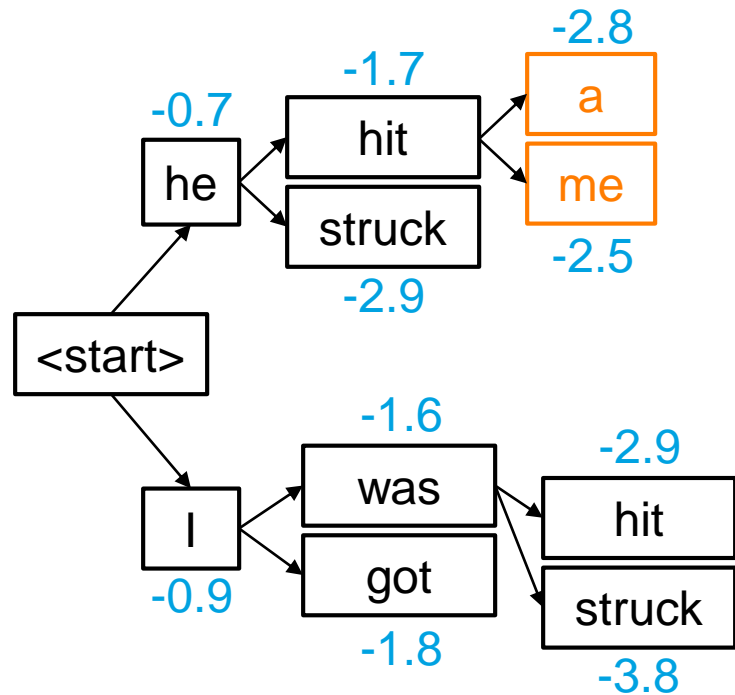 -2.8
-1.7
a
-0.7
hit
me
he
struck
-2.5
-2.9
<start>
-1.6
-2.9
was
hit
I
got
-0.9
struck
-1.8
-3.8